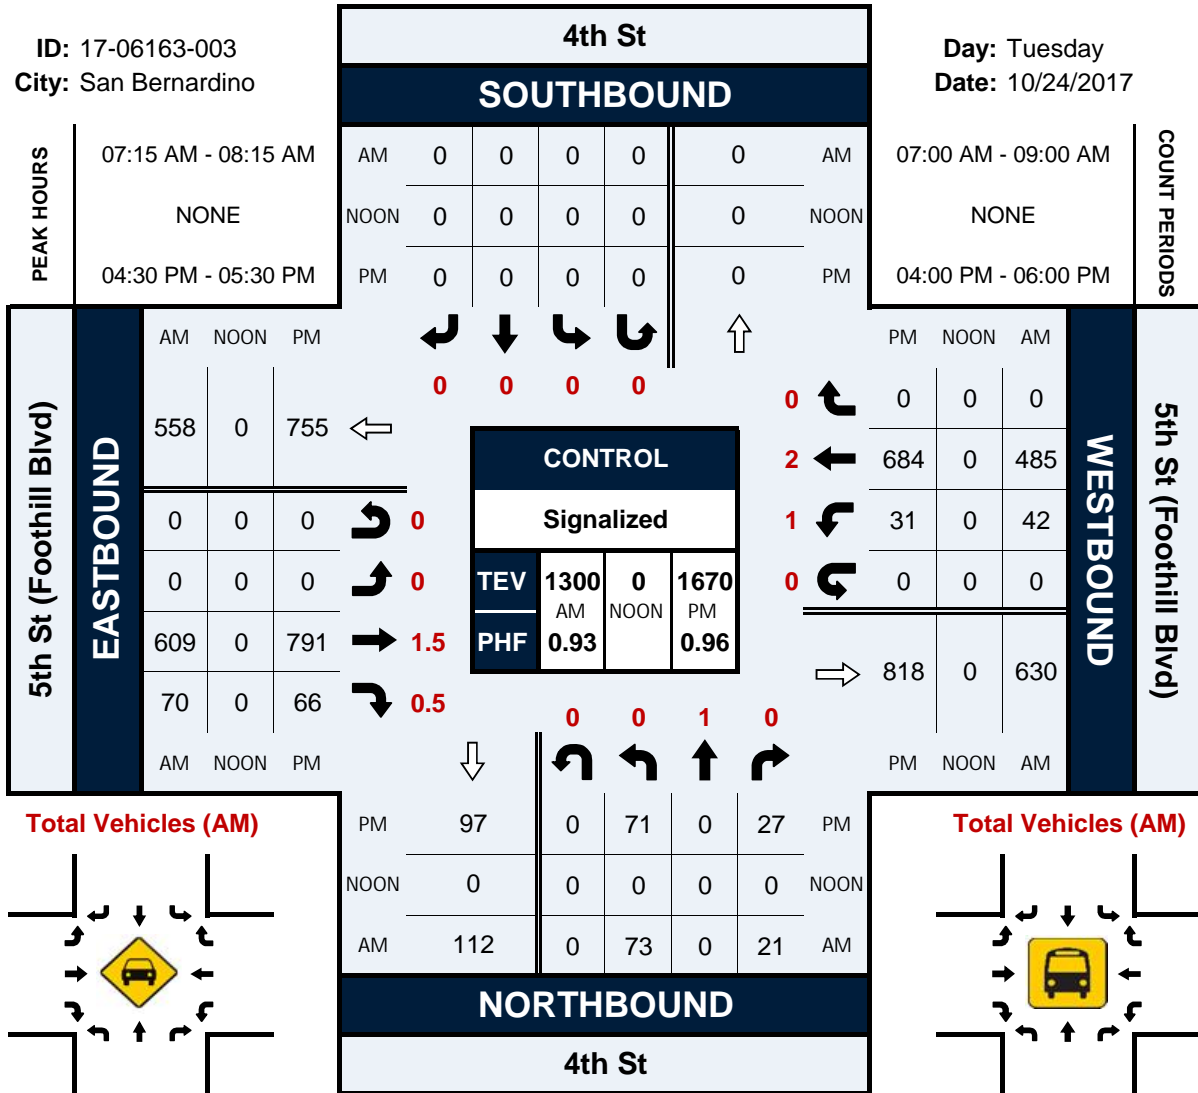 ID: 17-06163-003
City: San Bernardino
4th St
SOUTHBOUND
Day: Tuesday
Date: 10/24/2017
PEAK HOURS
07:15 AM - 08:15 AM
NONE
04:30 PM - 05:30 PM
AM 0 0 0 0 0 AM
NOON 0 0 0 0 0 NOON
PM 0 0 0 0 0 PM
07:00 AM - 09:00 AM
NONE
04:00 PM - 06:00 PM
COUNT PERIODS
0 0 0 0
5th St (Foothill Blvd)
EASTBOUND
AM NOON PM
558 0 755
0 0 0 0
0 0 0 0
609 0 791 1.5
70 0 66 0.5
AM NOON PM
CONTROL
Signalized
TEV 1300 0 1670
AM NOON PM
PHF 0.93 0.96
PM NOON AM
0 0 0 0
2 684 0 485
1 31 0 42
0 0 0 0
818 0 630
PM NOON AM
WESTBOUND
5th St (Foothill Blvd)
0 0 1 0
PM 97 0 71 0 27 PM
NOON 0 0 0 0 0 NOON
AM 112 0 73 0 21 AM
NORTHBOUND
4th St
Total Vehicles (AM)
Total Vehicles (AM)